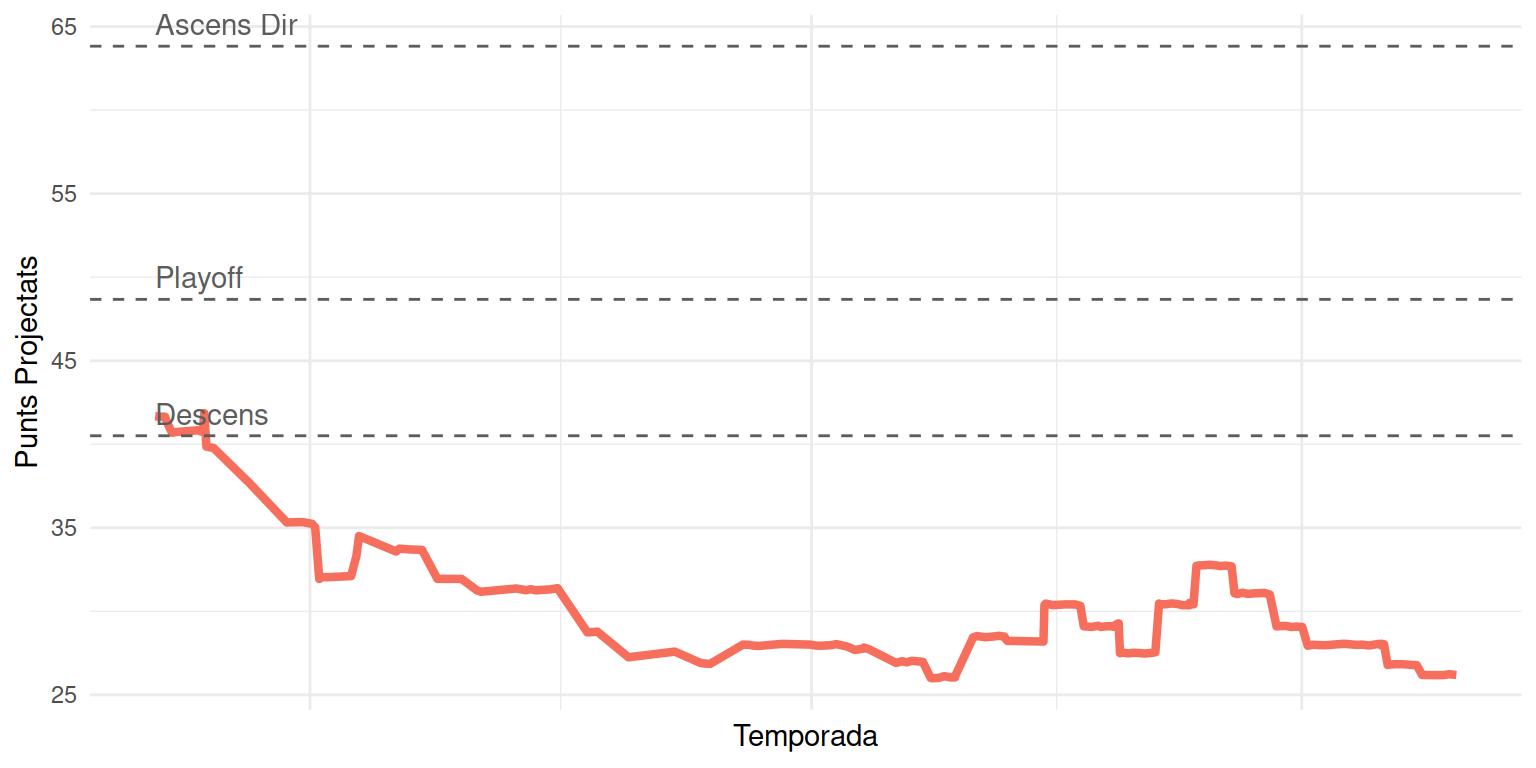 Ascens Dir
65
55
Playoff
45
Descens
35
25
Punts Projectats
Temporada